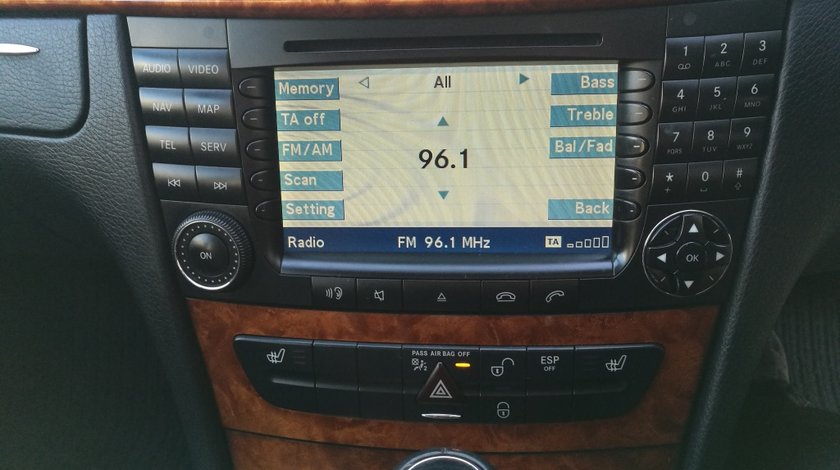 AUDIO VIDEO
NAV MAP
TEL SERV
ON
Memory All Bass
TA off Treble
FM/AM 96.1 Bal/Fad
Scan
Setting Back
Radio FM 96.1 MHz TA
1 2 ABC 3 DEF
4 GHI 5 JKL 6 MNO
7 PQRS 8 TUV 9 WXYZ
* 0 #
OK
PASS AIR BAG OFF
2
ESP OFF